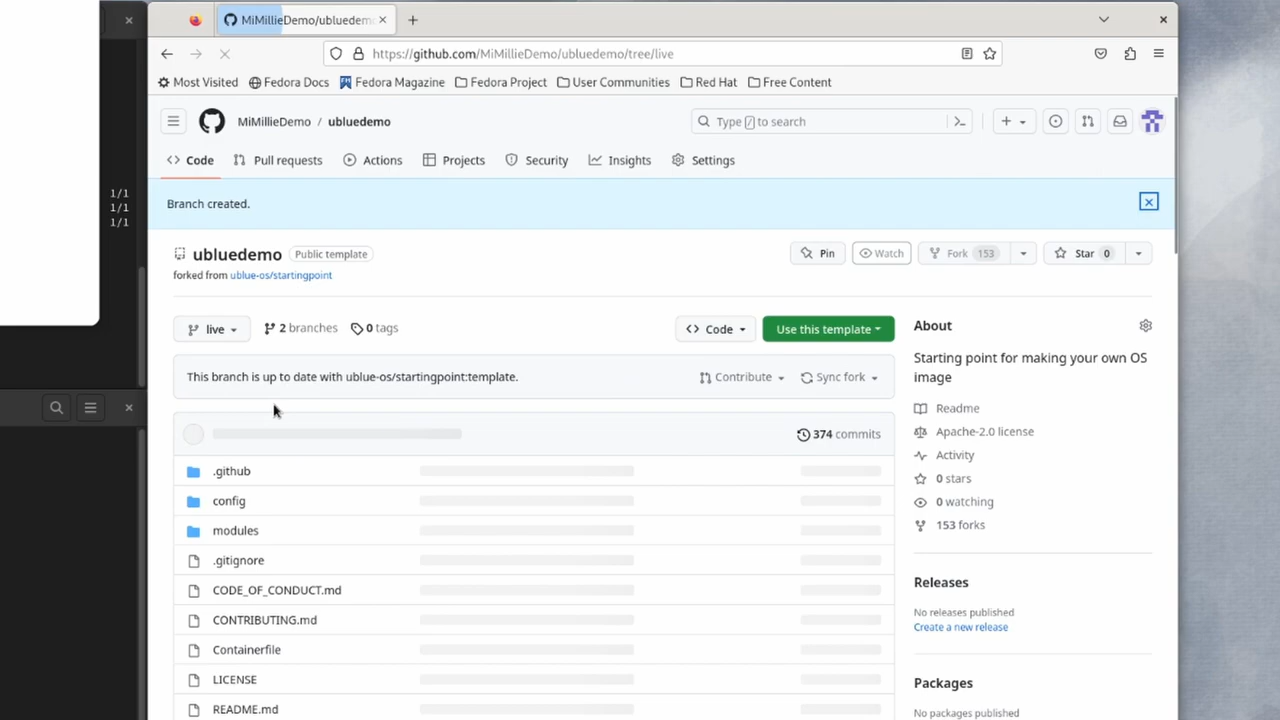 MiMillieDemo/ubluedemo
https://github.com/MiMillieDemo/ubluedemo/tree/live
Most Visited Fedora Docs Fedora Magazine Fedora Project User Communities Red Hat Free Content
MiMillieDemo / ubluedemo Type / to search
Code Pull requests Actions Projects Security Insights Settings
Branch created.
ubluedemo Public template Pin Watch Fork 153 Star 0
forked from ublue-os/startingpoint
live 2 branches 0 tags Code Use this template
This branch is up to date with ublue-os/startingpoint:template. Contribute Sync fork
374 commits
.github
config
modules
.gitignore
CODE_OF_CONDUCT.md
CONTRIBUTING.md
Containerfile
LICENSE
README.md
About
Starting point for making your own OS
image
Readme
Apache-2.0 license
Activity
0 stars
0 watching
153 forks
Releases
No releases published
Create a new release
Packages
No packages published
1/1
1/1
1/1